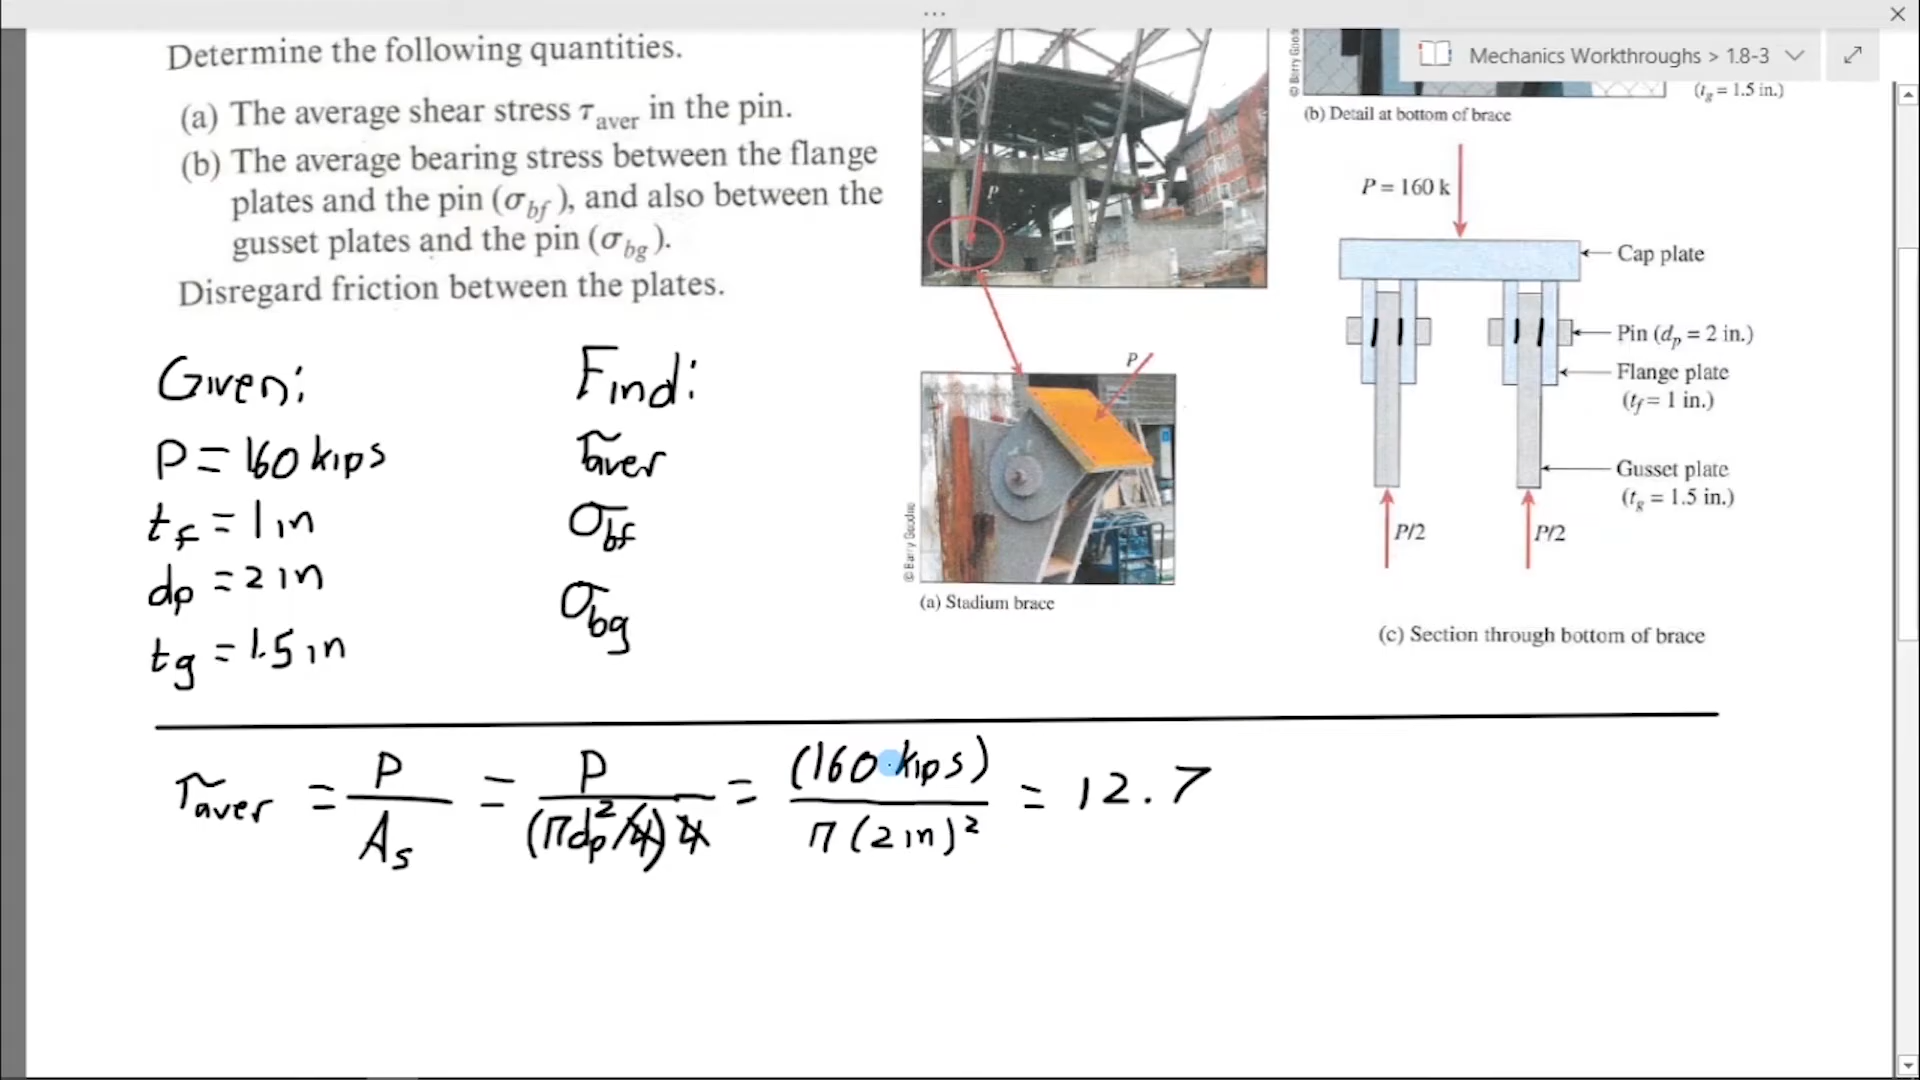 ...
Mechanics Workthroughs > 1.8-3
Determine the following quantities.
(a) The average shear stress τaver in the pin.
(b) The average bearing stress between the flange
plates and the pin (σbf), and also between the
gusset plates and the pin (σbg).
Disregard friction between the plates.
P
© Barry Goodno
P
(a) Stadium brace
(tg = 1.5 in.)
(b) Detail at bottom of brace
P = 160 k
Cap plate
Pin (dp = 2 in.)
Flange plate
(tf = 1 in.)
Gusset plate
(tg = 1.5 in.)
P/2
P/2
(c) Section through bottom of brace
Given:
P = 160 kips
tf = 1 in
dp = 2 in
tg = 1.5 in
Find:
τaver
σbf
σbg
τaver = P/As = P/(πdp²/4)4 = (160 kips)/π(2in)² = 12.7